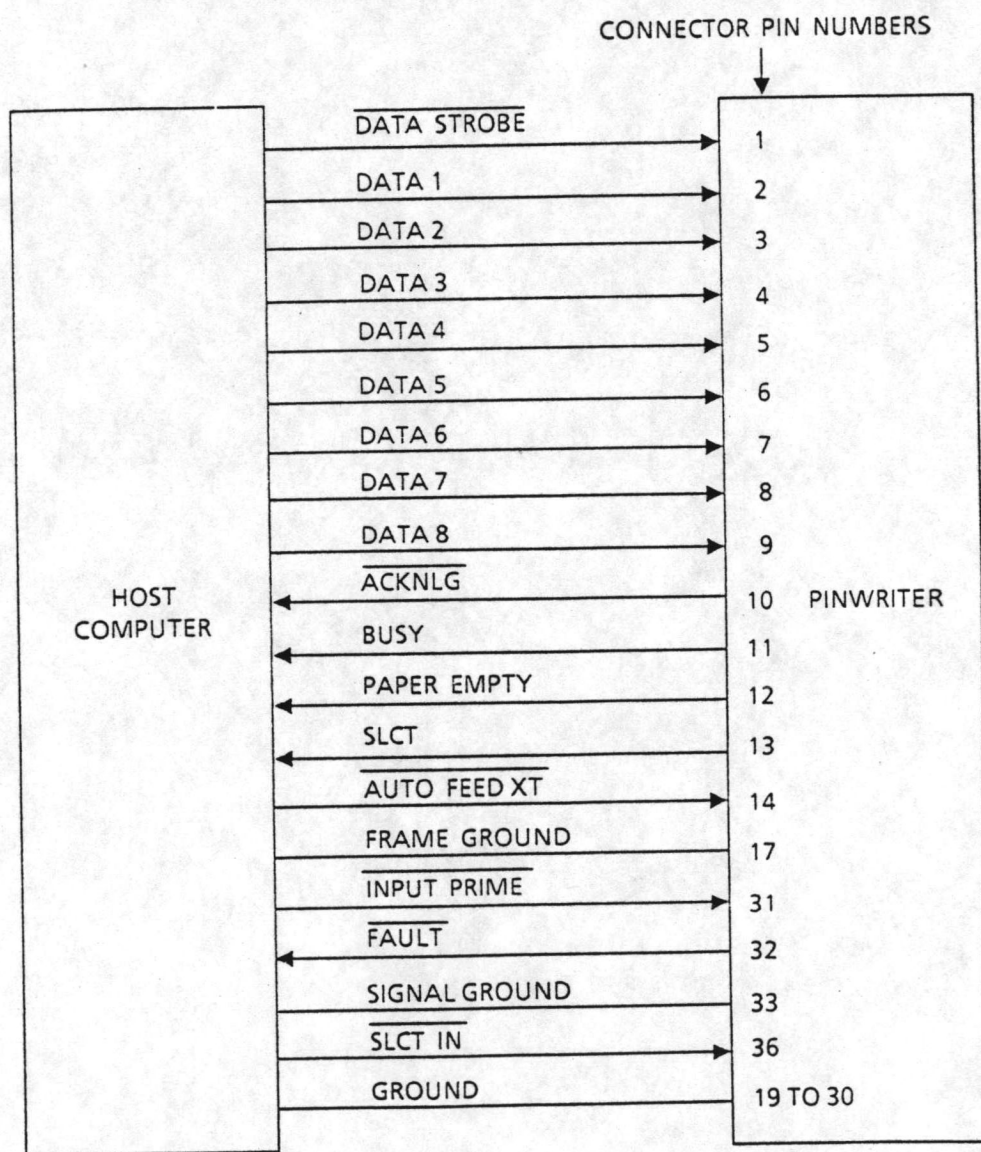 CONNECTOR PIN NUMBERS
DATA STROBE 1
DATA 1 2
DATA 2 3
DATA 3 4
DATA 4 5
DATA 5 6
DATA 6 7
DATA 7 8
DATA 8 9
ACKNLG 10
HOST
COMPUTER
PINWRITER
BUSY 11
PAPER EMPTY 12
SLCT 13
AUTO FEED XT 14
FRAME GROUND 17
INPUT PRIME 31
FAULT 32
SIGNAL GROUND 33
SLCT IN 36
GROUND 19 TO 30